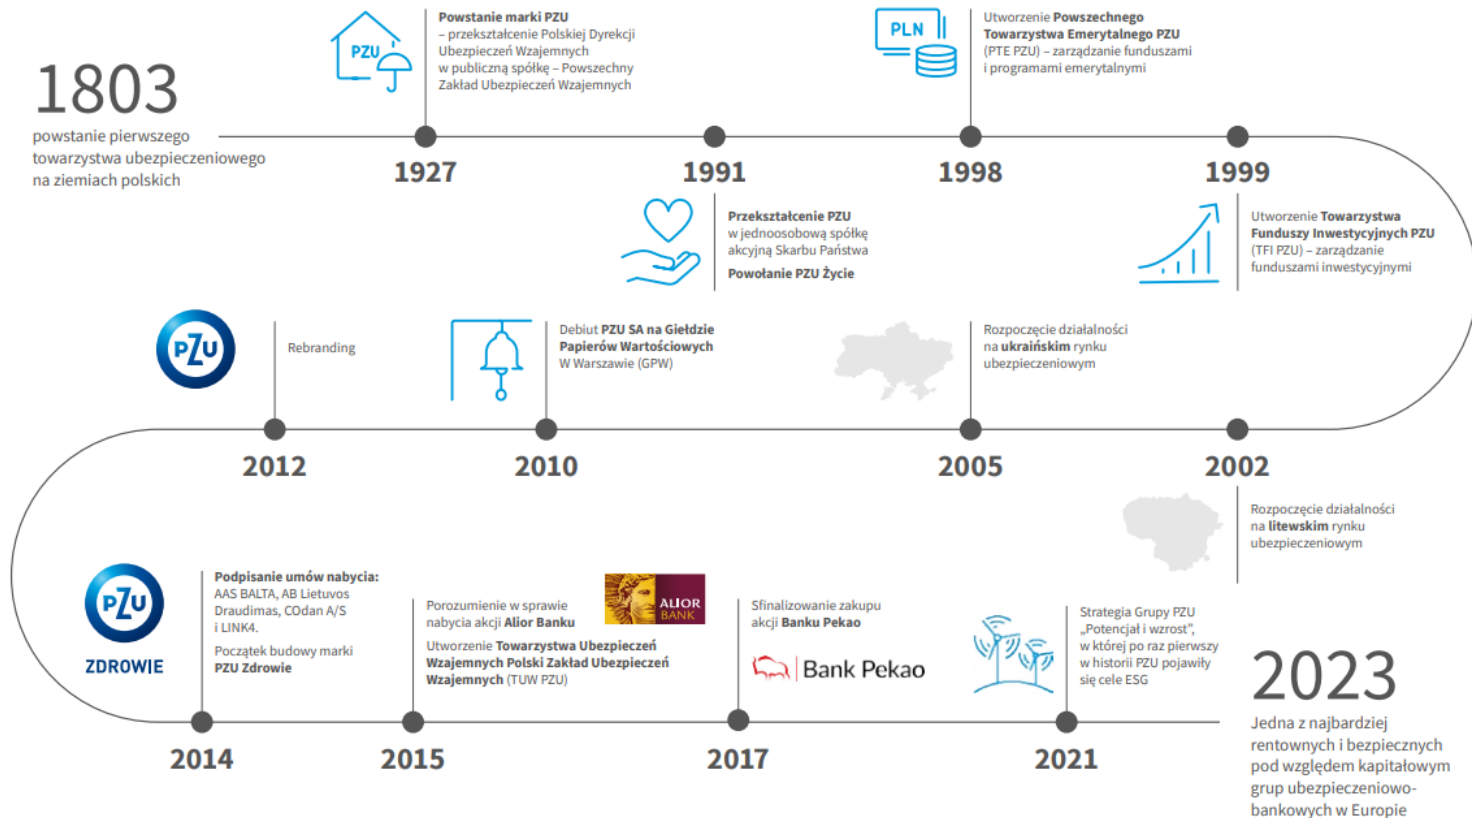 1803
powstanie pierwszego
towarzystwa ubezpieczeniowego
na ziemiach polskich
PZU
Powstanie marki PZU
– przekształcenie Polskiej Dyrekcji
Ubezpieczeń Wzajemnych
w publiczną spółkę – Powszechny
Zakład Ubezpieczeń Wzajemnych
1927
1991
Przekształcenie PZU
w jednoosobową spółkę
akcyjną Skarbu Państwa
Powołanie PZU Życie
PLN
Utworzenie Powszechnego
Towarzystwa Emerytalnego PZU
(PTE PZU) – zarządzanie funduszami
i programami emerytalnymi
1998
1999
Utworzenie Towarzystwa
Funduszy Inwestycyjnych PZU
(TFI PZU) – zarządzanie
funduszami inwestycyjnymi
2002
Rozpoczęcie działalności
na litewskim rynku
ubezpieczeniowym
Rozpoczęcie działalności
na ukraińskim rynku
ubezpieczeniowym
2005
Debiut PZU SA na Giełdzie
Papierów Wartościowych
W Warszawie (GPW)
2010
PZU
Rebranding
2012
PZU
ZDROWIE
Podpisanie umów nabycia:
AAS BALTA, AB Lietuvos
Draudimas, COdan A/S
i LINK4.
Początek budowy marki
PZU Zdrowie
2014
Porozumienie w sprawie
nabycia akcji Alior Banku
Utworzenie Towarzystwa Ubezpieczeń
Wzajemnych Polski Zakład Ubezpieczeń
Wzajemnych (TUW PZU)
ALIOR
BANK
2015
Sfinalizowanie zakupu
akcji Banku Pekao
Bank Pekao
2017
Strategia Grupy PZU
„Potencjał i wzrost”,
w której po raz pierwszy
w historii PZU pojawiły
się cele ESG
2021
2023
Jedna z najbardziej
rentownych i bezpiecznych
pod względem kapitałowym
grup ubezpieczeniowo-
bankowych w Europie